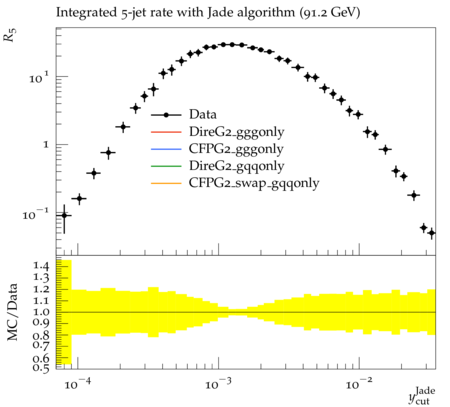 Integrated 5-jet rate with Jade algorithm (91.2 GeV)
R5
10^1
1
10^−1
Data
DireG2_gggonly
CFPG2_gggonly
DireG2_gqqonly
CFPG2_swap_gqqonly
MC/Data
1.4
1.3
1.2
1.1
1.0
0.9
0.8
0.7
0.6
0.5
10^−4
10^−3
10^−2
y_cut^Jade